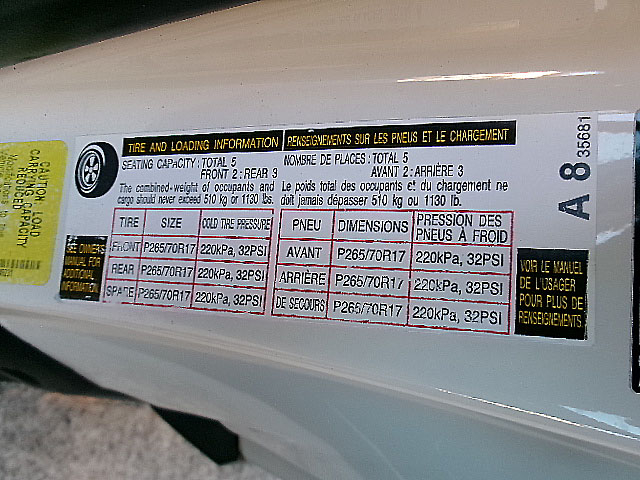 TIRE AND LOADING INFORMATION
RENSEIGNEMENTS SUR LES PNEUS ET LE CHARGEMENT
SEATING CAPACITY : TOTAL 5
FRONT 2 : REAR 3
The combined weight of occupants and
cargo should never exceed 510 kg or 1130 lb.
NOMBRE DE PLACES : TOTAL 5
AVANT 2 : ARRIÈRE 3
Le poids total des occupants et du chargement ne
doit jamais dépasser 510 kg ou 1130 lb.
TIRE SIZE COLD TIRE PRESSURE
FRONT P265/70R17 220kPa, 32PSI
REAR P265/70R17 220kPa, 32PSI
SPARE P265/70R17 220kPa, 32PSI
PNEU DIMENSIONS PRESSION DES
PNEUS À FROID
AVANT P265/70R17 220kPa, 32PSI
ARRIÈRE P265/70R17 220kPa, 32PSI
DE SECOURS P265/70R17 220kPa, 32PSI
SEE OWNER'S
MANUAL FOR
ADDITIONAL
INFORMATION
VOIR LE MANUEL
DE L'USAGER
POUR PLUS DE
RENSEIGNEMENTS
A 8 35681
CAUTION: LOAD
CARRYING CAPACITY
REDUCED